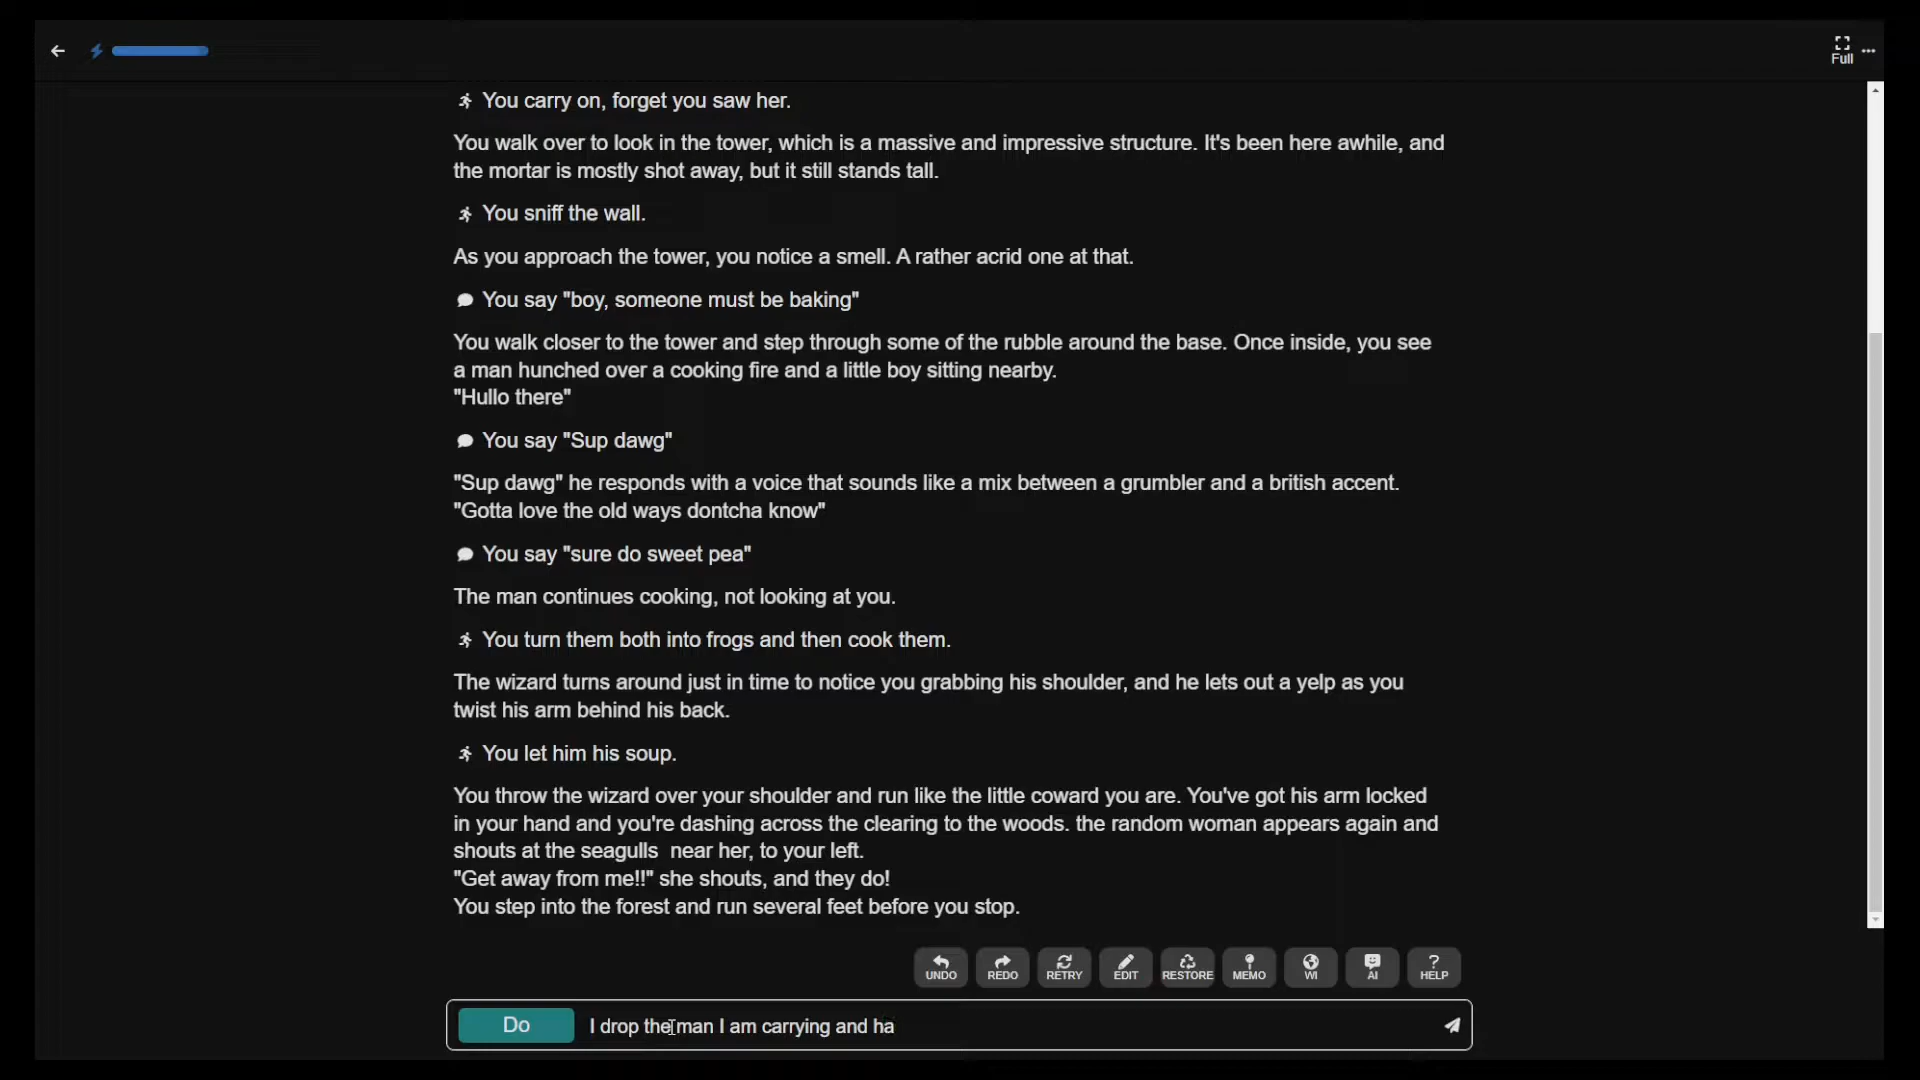 Full
You carry on, forget you saw her.
You walk over to look in the tower, which is a massive and impressive structure. It's been here awhile, and
the mortar is mostly shot away, but it still stands tall.
You sniff the wall.
As you approach the tower, you notice a smell. A rather acrid one at that.
You say "boy, someone must be baking"
You walk closer to the tower and step through some of the rubble around the base. Once inside, you see
a man hunched over a cooking fire and a little boy sitting nearby.
"Hullo there"
You say "Sup dawg"
"Sup dawg" he responds with a voice that sounds like a mix between a grumbler and a british accent.
"Gotta love the old ways dontcha know"
You say "sure do sweet pea"
The man continues cooking, not looking at you.
You turn them both into frogs and then cook them.
The wizard turns around just in time to notice you grabbing his shoulder, and he lets out a yelp as you
twist his arm behind his back.
You let him his soup.
You throw the wizard over your shoulder and run like the little coward you are. You've got his arm locked
in your hand and you're dashing across the clearing to the woods. the random woman appears again and
shouts at the seagulls  near her, to your left.
"Get away from me!!" she shouts, and they do!
You step into the forest and run several feet before you stop.
UNDO REDO RETRY EDIT RESTORE MEMO WI AI HELP
Do I drop the man I am carrying and ha